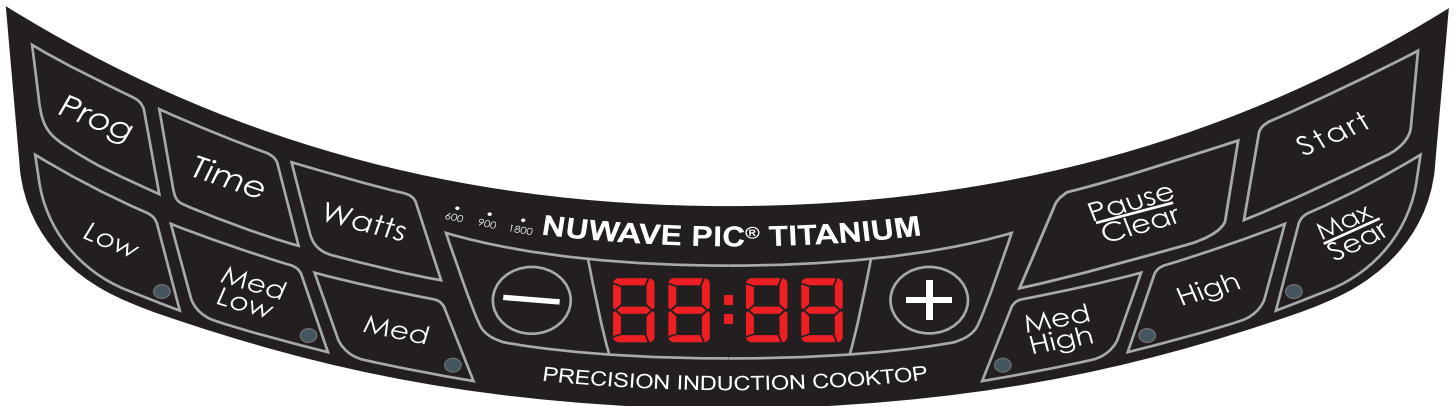 Prog
Time
Watts
600 900 1800
NUWAVE PIC® TITANIUM
Pause
Clear
Start
Low
Med
Low
Med
−
88:88
+
Med
High
High
Max
Sear
PRECISION INDUCTION COOKTOP